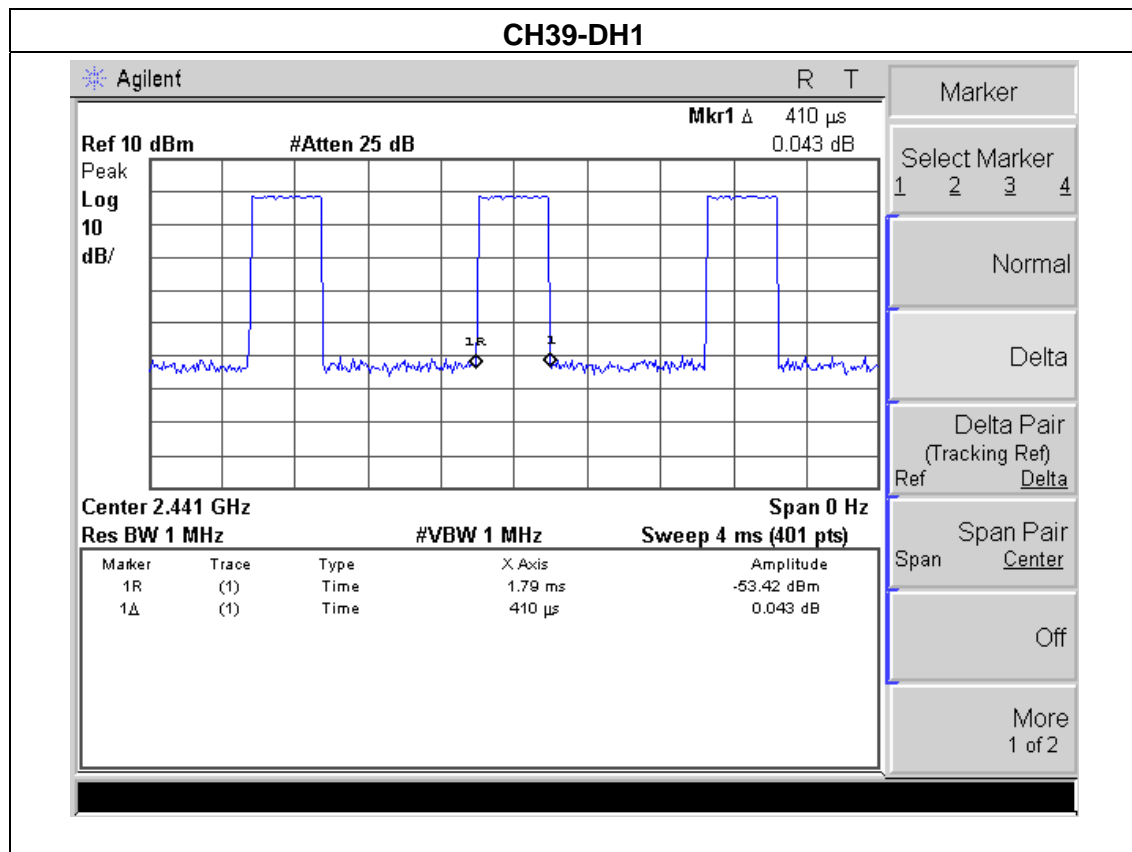 CH39-DH1
Agilent R T
Mkr1 Δ 410 µs
Ref 10 dBm #Atten 25 dB 0.043 dB
Peak
Log
10
dB/
1R 1
Center 2.441 GHz Span 0 Hz
Res BW 1 MHz #VBW 1 MHz Sweep 4 ms (401 pts)
Marker Trace Type X Axis Amplitude
1R (1) Time 1.79 ms -53.42 dBm
1Δ (1) Time 410 µs 0.043 dB
Marker
Select Marker
1 2 3 4
Normal
Delta
Delta Pair
(Tracking Ref)
Ref Delta
Span Pair
Span Center
Off
More
1 of 2